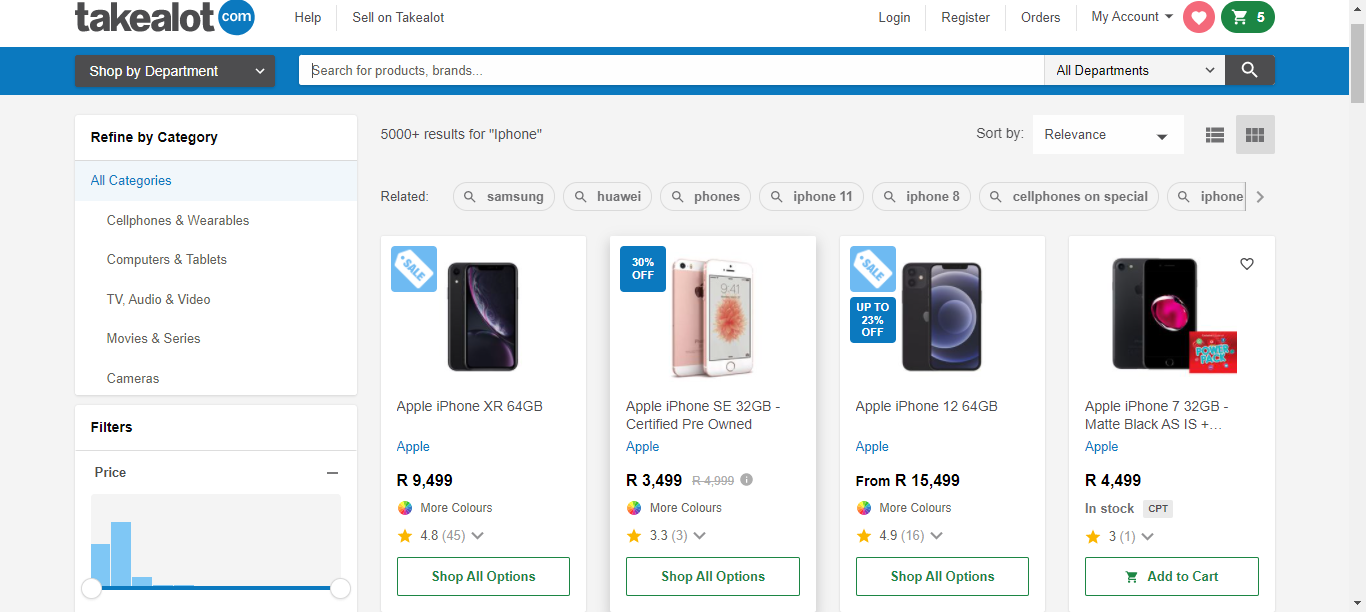 takealot com
Help
Sell on Takealot
Login
Register
Orders
My Account
5
Shop by Department
Search for products, brands...
All Departments
Refine by Category
All Categories
Cellphones & Wearables
Computers & Tablets
TV, Audio & Video
Movies & Series
Cameras
Filters
Price
5000+ results for "Iphone"
Sort by:
Relevance
Related:
samsung
huawei
phones
iphone 11
iphone 8
cellphones on special
iphone
SALE
Apple iPhone XR 64GB
Apple
R 9,499
More Colours
4.8 (45)
Shop All Options
30%
OFF
9:41
Apple iPhone SE 32GB -
Certified Pre Owned
Apple
R 3,499 R 4,999
More Colours
3.3 (3)
Shop All Options
SALE
UP TO
23%
OFF
Apple iPhone 12 64GB
Apple
From R 15,499
More Colours
4.9 (16)
Shop All Options
POWER
PACK
Apple iPhone 7 32GB -
Matte Black AS IS +...
Apple
R 4,499
In stock CPT
3 (1)
Add to Cart